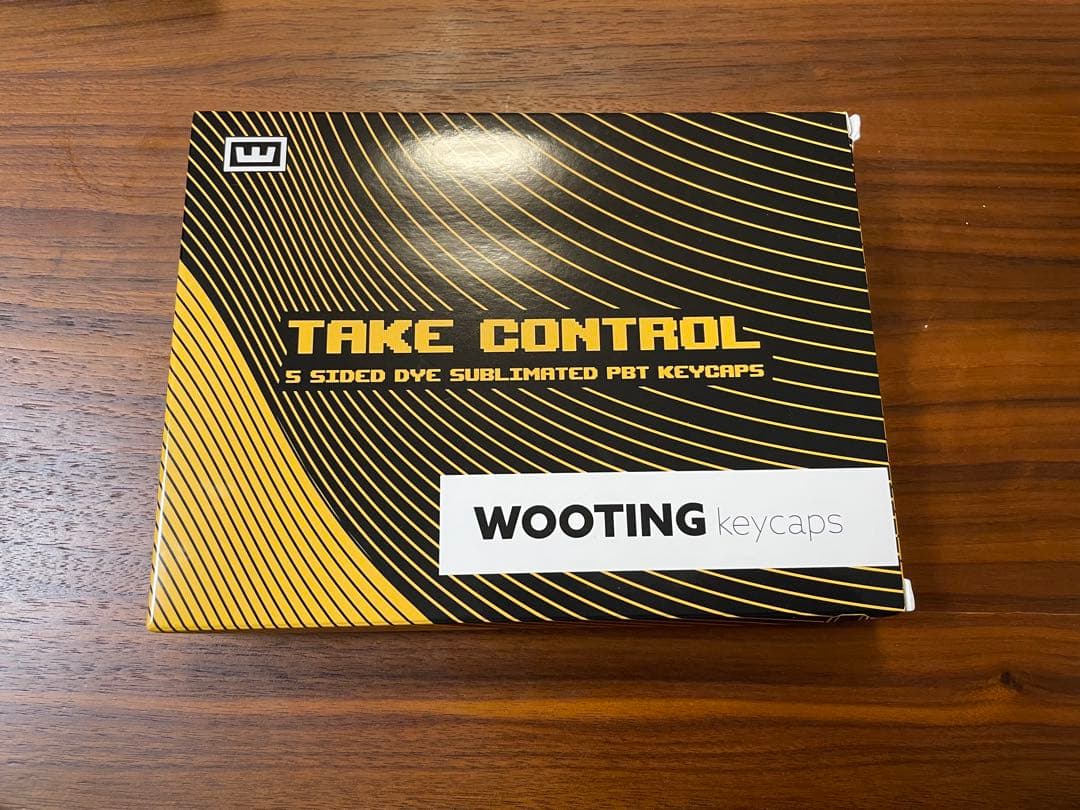 TAKE CONTROL
5 SIDED DYE SUBLIMATED PBT KEYCAPS
WOOTING keycaps